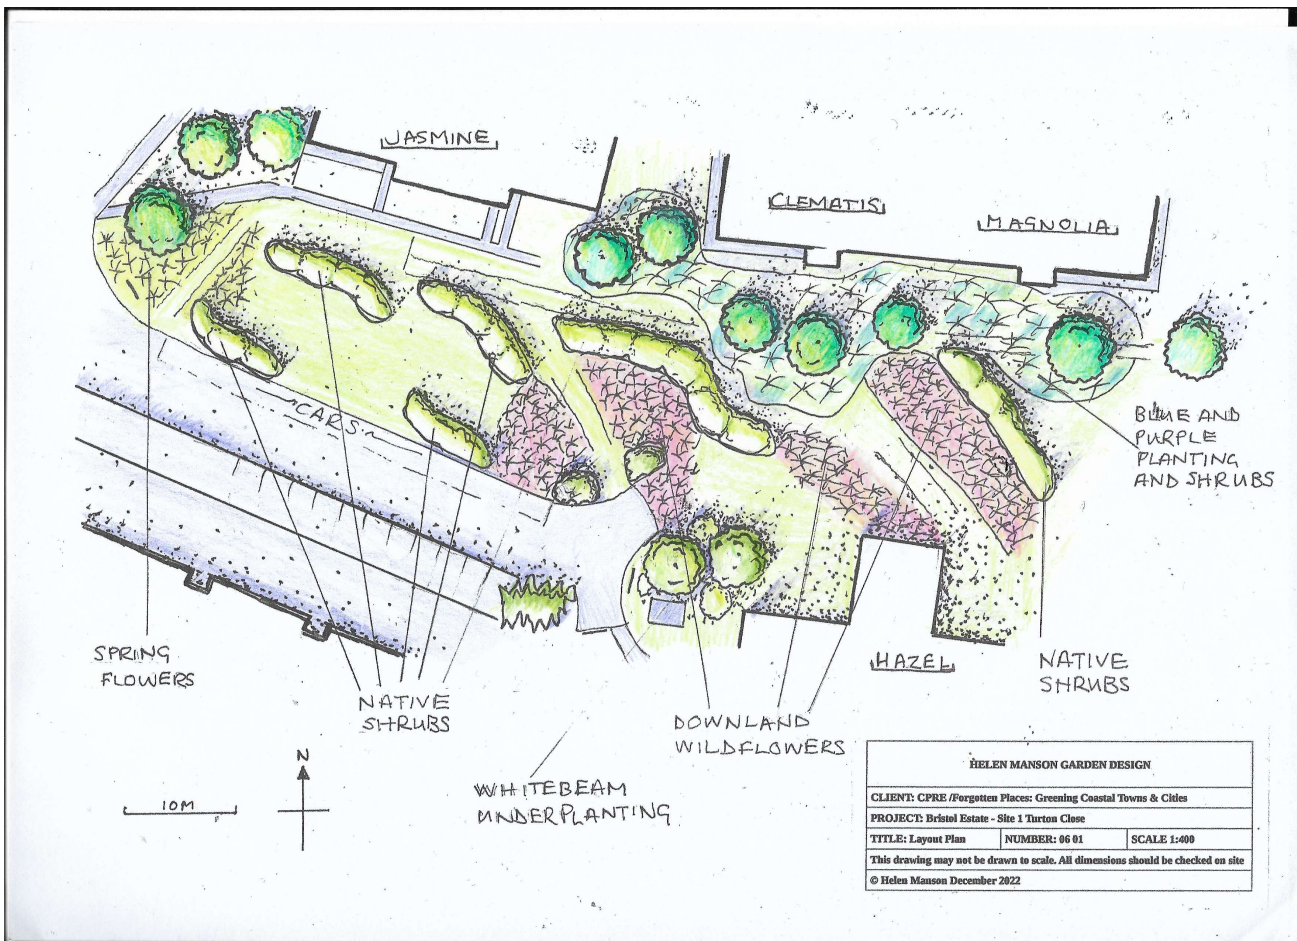 JASMINE
CLEMATIS
MAGNOLIA
CARS
BLUE AND
PURPLE
PLANTING
AND SHRUBS
SPRING
FLOWERS
NATIVE
SHRUBS
HAZEL
NATIVE
SHRUBS
DOWNLAND
WILDFLOWERS
WHITEBEAM
UNDERPLANTING
N
10M
HELEN MANSON GARDEN DESIGN
CLIENT: CPRE /Forgotten Places: Greening Coastal Towns & Cities
PROJECT: Bristol Estate - Site 1 Turton Close
TITLE: Layout Plan NUMBER: 06 01 SCALE 1:400
This drawing may not be drawn to scale. All dimensions should be checked on site
© Helen Manson December 2022